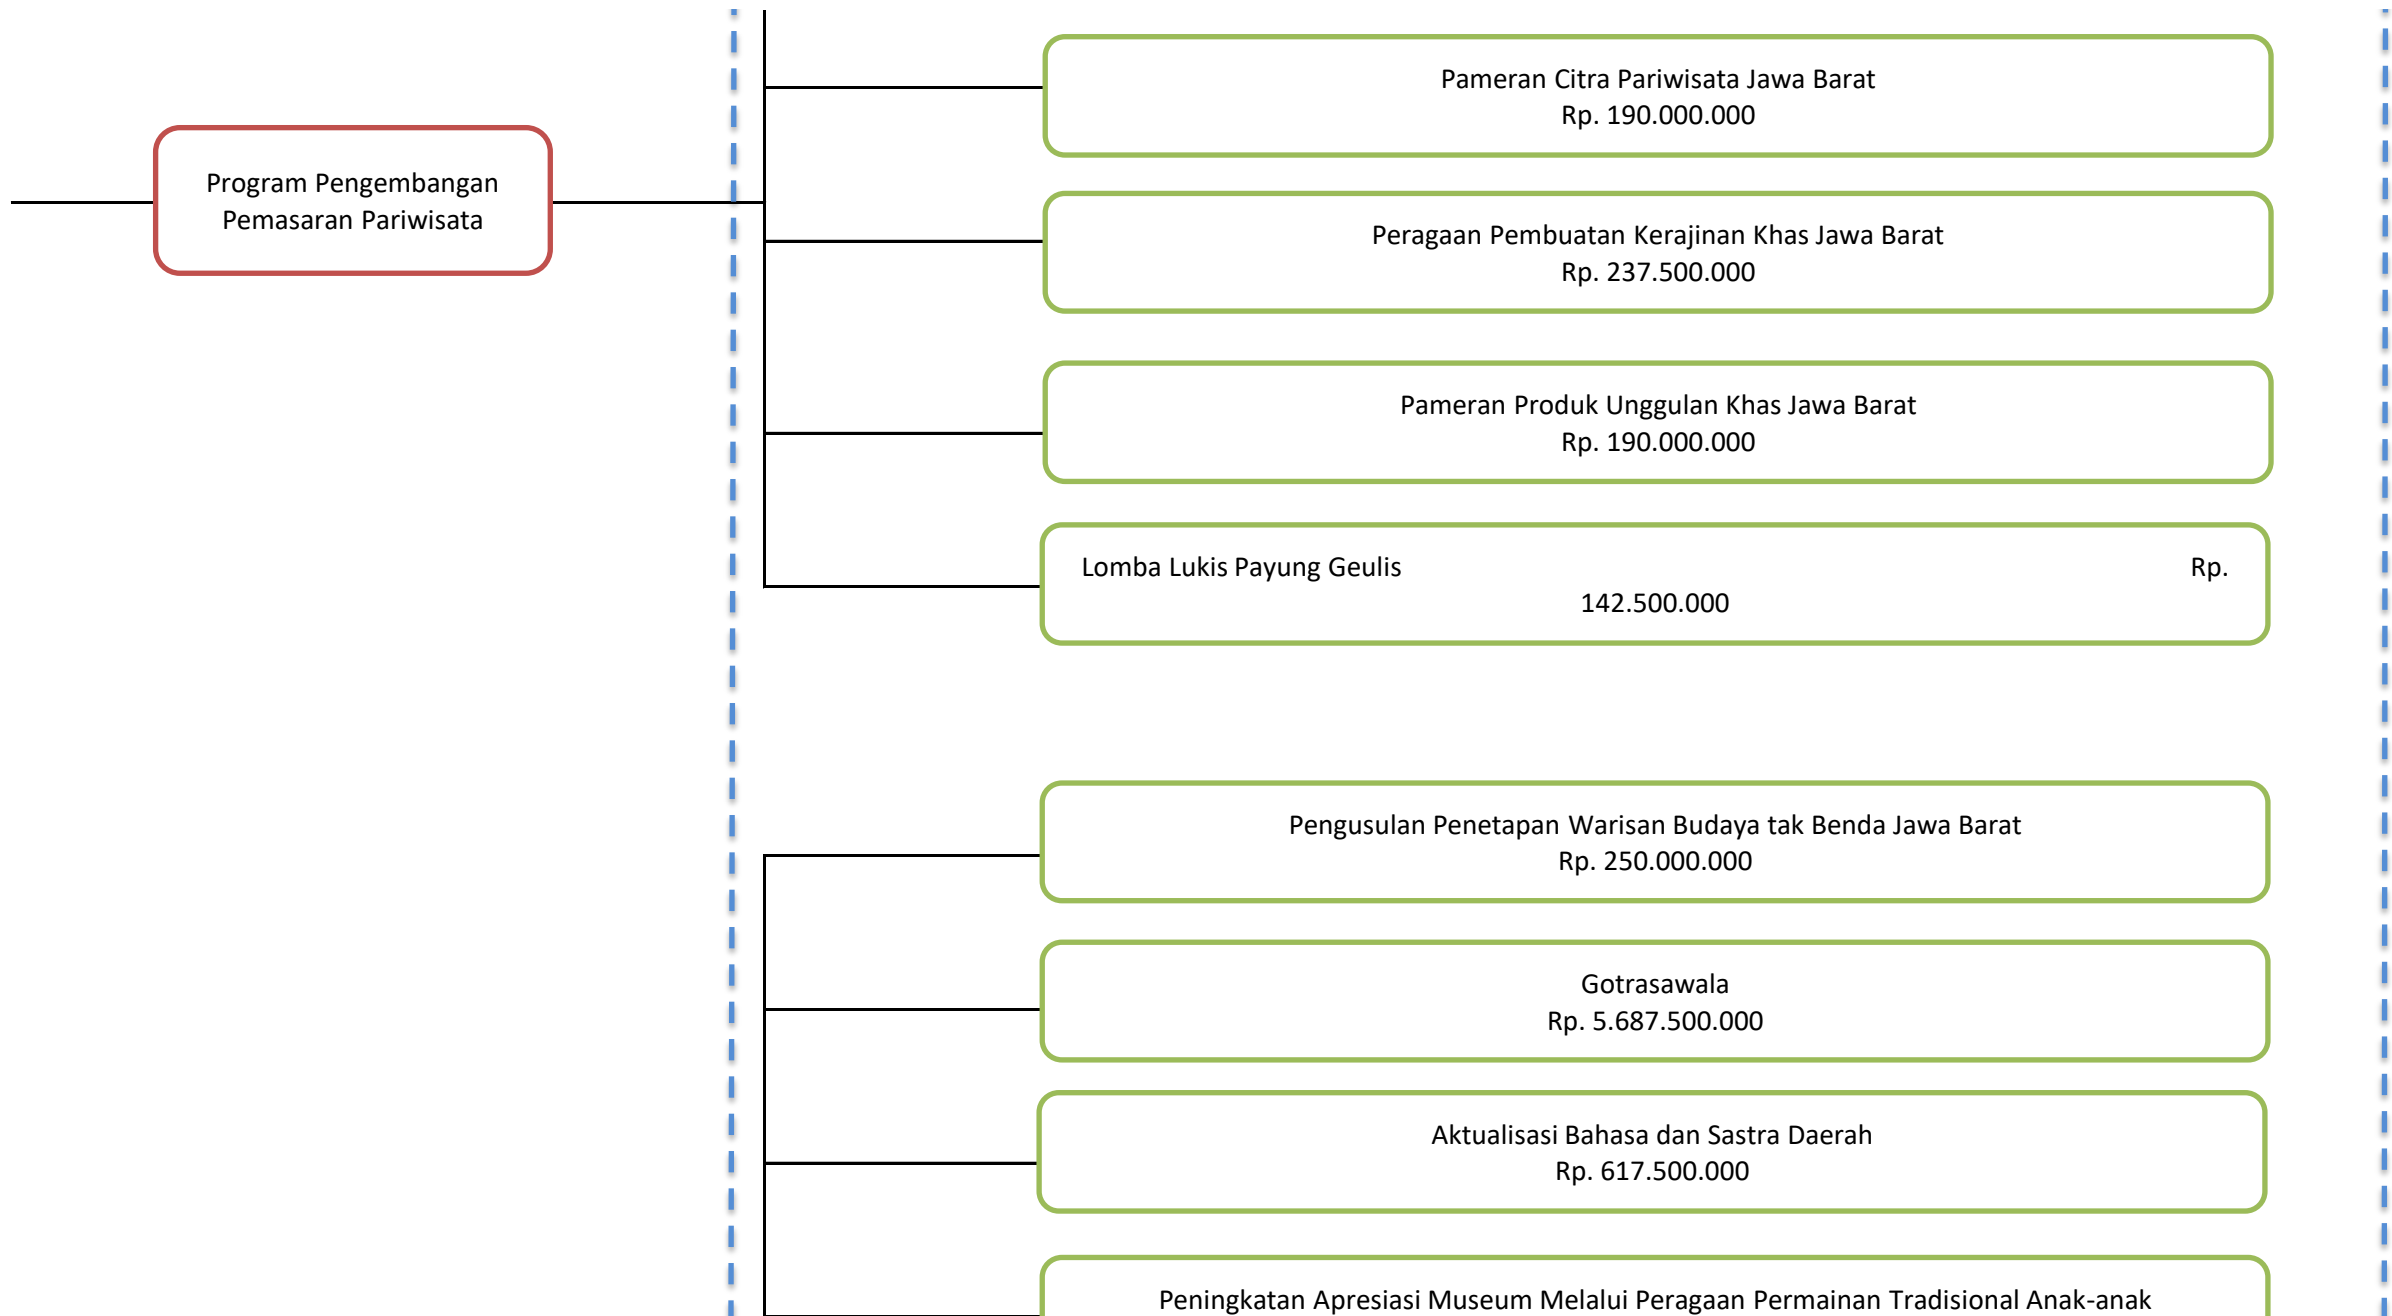 Pameran Citra Pariwisata Jawa Barat
Rp. 190.000.000
Program Pengembangan
Pemasaran Pariwisata
Peragaan Pembuatan Kerajinan Khas Jawa Barat
Rp. 237.500.000
Pameran Produk Unggulan Khas Jawa Barat
Rp. 190.000.000
Lomba Lukis Payung Geulis Rp.
142.500.000
Pengusulan Penetapan Warisan Budaya tak Benda Jawa Barat
Rp. 250.000.000
Gotrasawala
Rp. 5.687.500.000
Aktualisasi Bahasa dan Sastra Daerah
Rp. 617.500.000
Peningkatan Apresiasi Museum Melalui Peragaan Permainan Tradisional Anak-anak